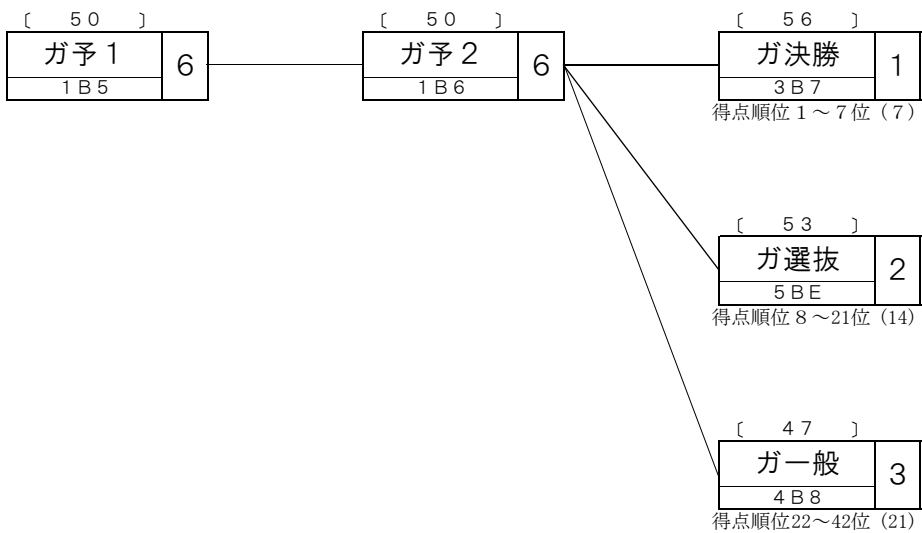 〔 50 〕
ガ予1
6
1B5
〔 50 〕
ガ予2
6
1B6
〔 56 〕
ガ決勝
1
3B7
得点順位1～7位(7)
〔 53 〕
ガ選抜
2
5BE
得点順位8～21位(14)
〔 47 〕
ガ一般
3
4B8
得点順位22～42位(21)